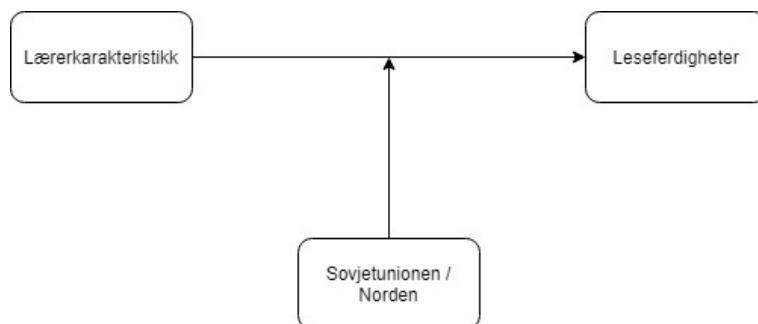 Lærerkarakteristikk
Leseferdigheter
Sovjetunionen /
Norden